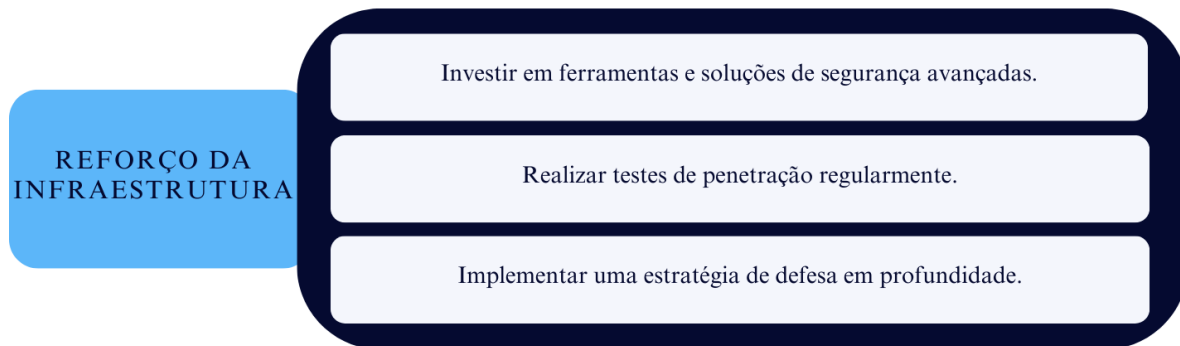 REFORÇO DA
INFRAESTRUTURA
Investir em ferramentas e soluções de segurança avançadas.
Realizar testes de penetração regularmente.
Implementar uma estratégia de defesa em profundidade.